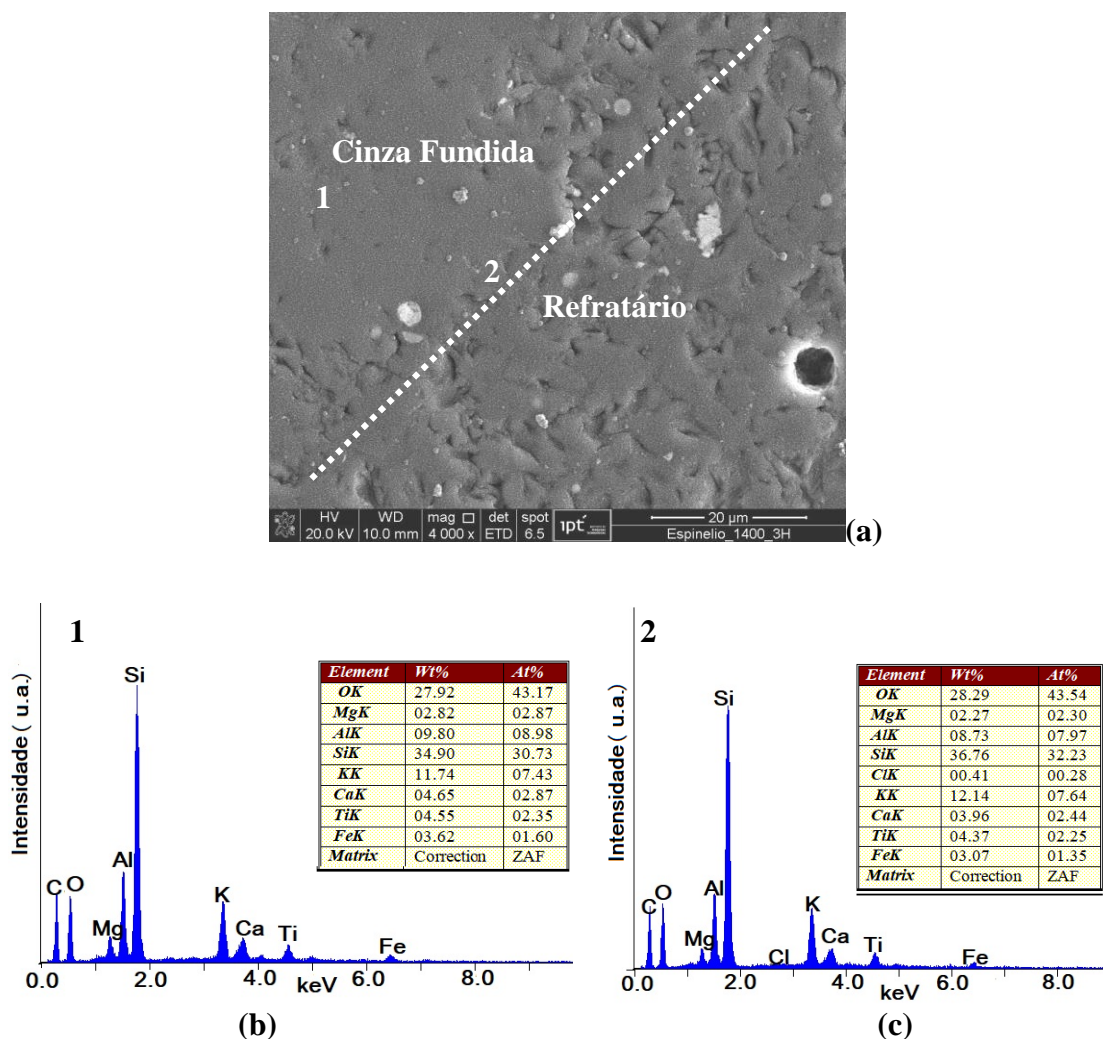 Cinza Fundida
1
2
Refratário
HV WD mag det spot
20.0 kV 10.0 mm 4 000 x ETD 6.5 ipt 20 µm Espinelio_1400_3H
(a)
1
Intensidade ( u.a.)
Si
Al
C O
Mg
K
Ca
Ti
Fe
0.0 2.0 4.0 6.0 8.0
keV
Element Wt% At%
OK 27.92 43.17
MgK 02.82 02.87
AlK 09.80 08.98
SiK 34.90 30.73
KK 11.74 07.43
CaK 04.65 02.87
TiK 04.55 02.35
FeK 03.62 01.60
Matrix Correction ZAF
(b)
2
Intensidade ( u.a.)
Si
Al
C O
Mg
Cl
K
Ca
Ti
Fe
0.0 2.0 4.0 6.0 8.0
keV
Element Wt% At%
OK 28.29 43.54
MgK 02.27 02.30
AlK 08.73 07.97
SiK 36.76 32.23
ClK 00.41 00.28
KK 12.14 07.64
CaK 03.96 02.44
TiK 04.37 02.25
FeK 03.07 01.35
Matrix Correction ZAF
(c)